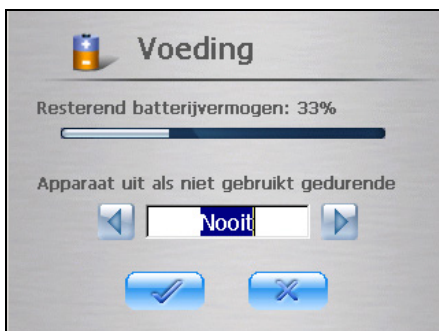 Voeding
Resterend batterijvermogen: 33%
Apparaat uit als niet gebruikt gedurende
Nooit